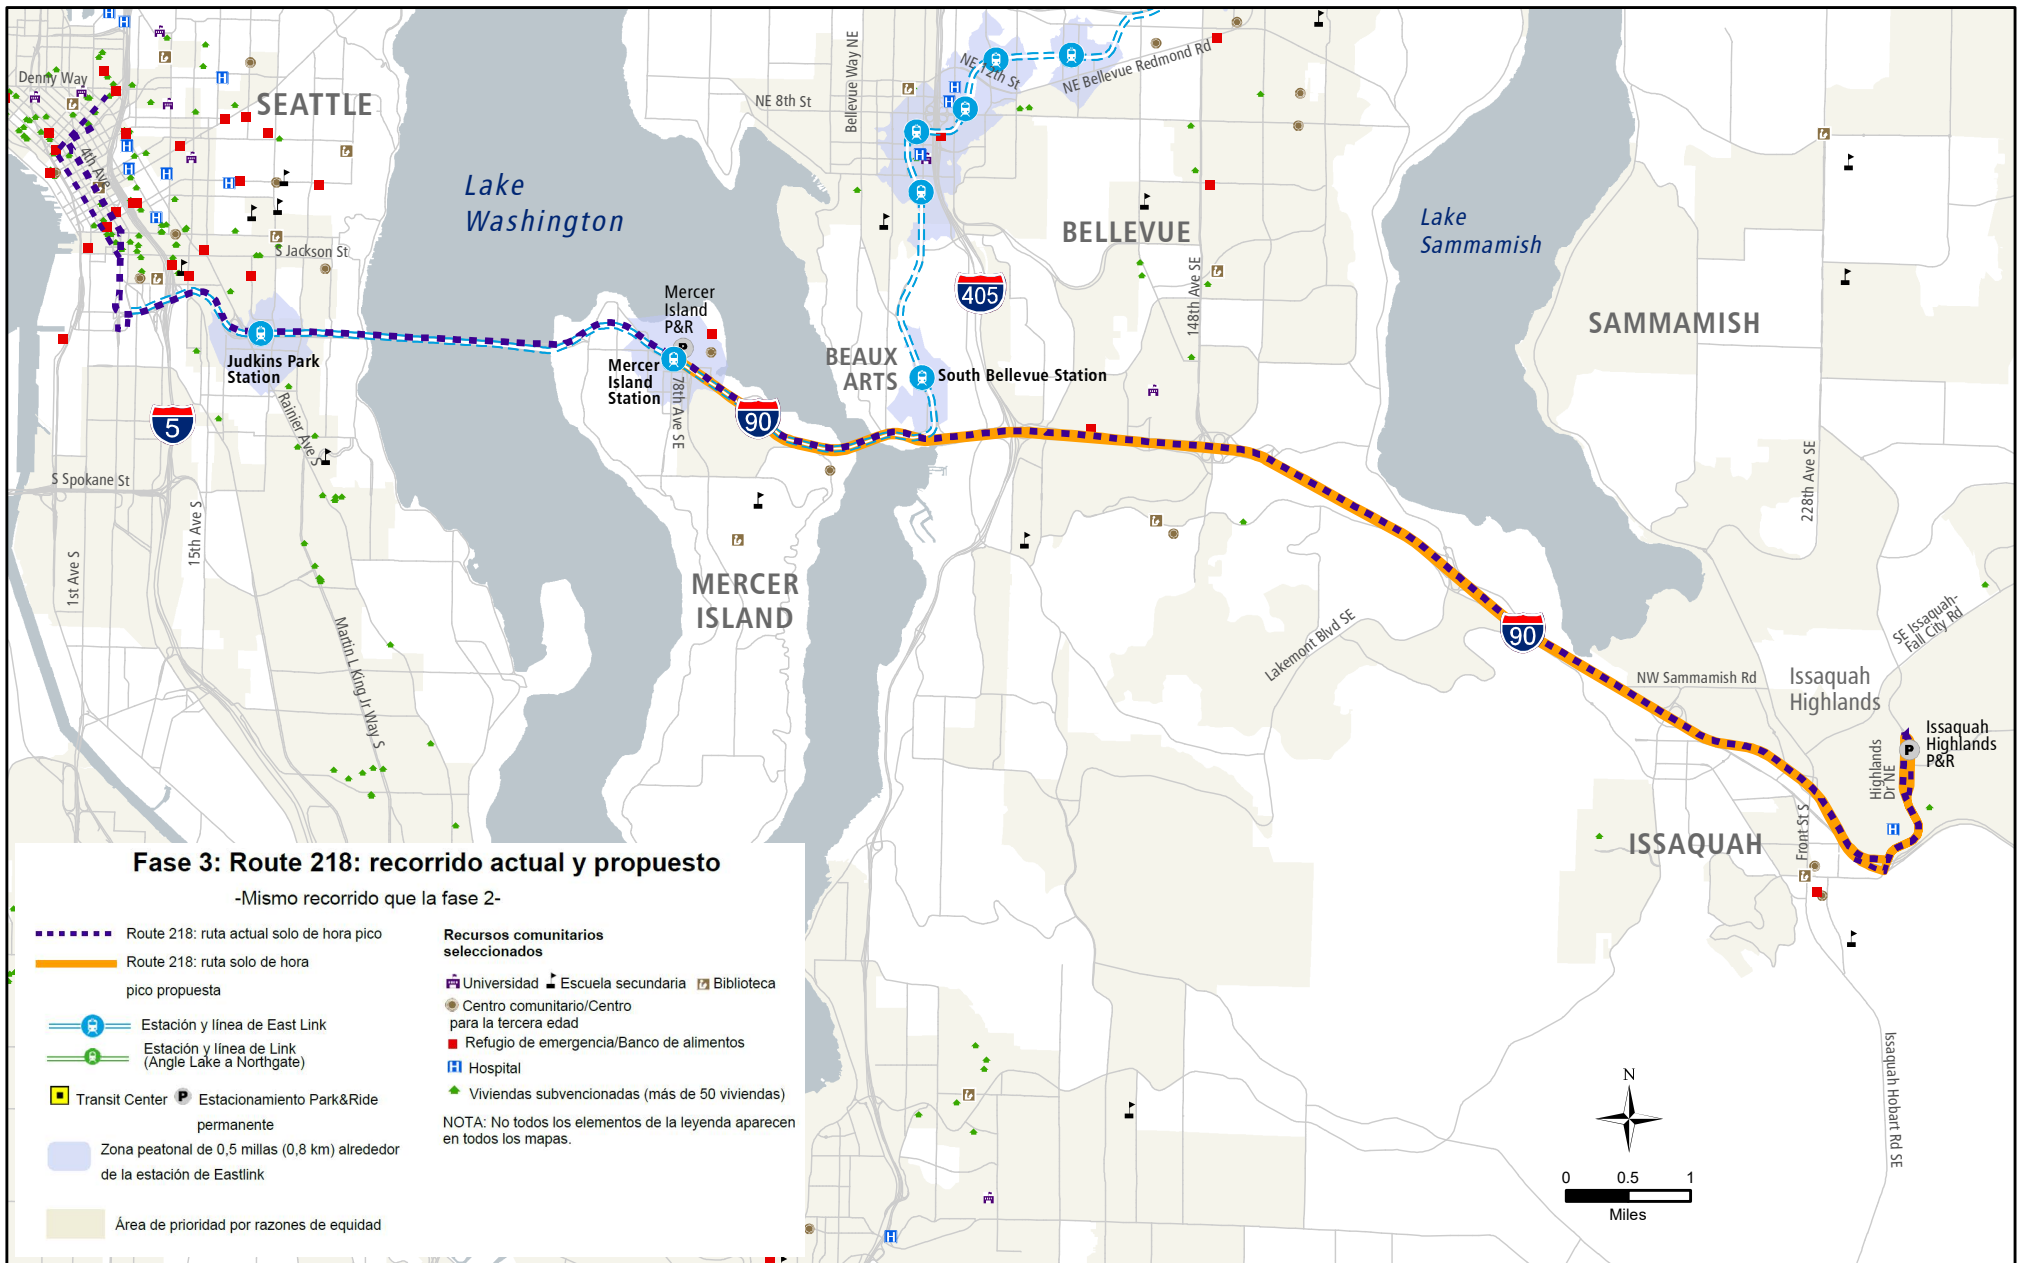 Denny Way
SEATTLE
4th Ave
S Jackson St
Lake
Washington
Bellevue Way NE
NE 8th St
NE 12th St
NE Bellevue Redmond Rd
BELLEVUE
405
148th Ave SE
Lake
Sammamish
SAMMAMISH
228th Ave SE
Judkins Park
Station
Mercer
Island
P&R
P
Mercer
Island
Station
78th Ave SE
BEAUX
ARTS
South Bellevue Station
5
90
Rainier Ave S
S Spokane St
15th Ave S
1st Ave S
Martin L King Jr Way S
MERCER
ISLAND
Lakemont Blvd SE
90
SE Issaquah-
Fall City Rd
NW Sammamish Rd
Issaquah
Highlands
Issaquah
Highlands
P&R
P
Highlands
Dr NE
Front St S
ISSAQUAH
Issaquah Hobart Rd SE
Fase 3: Route 218: recorrido actual y propuesto
-Mismo recorrido que la fase 2-
Route 218: ruta actual solo de hora pico
Route 218: ruta solo de hora
pico propuesta
Estación y línea de East Link
Estación y línea de Link
(Angle Lake a Northgate)
Transit Center P Estacionamiento Park&Ride
permanente
Zona peatonal de 0,5 millas (0,8 km) alrededor
de la estación de Eastlink
Área de prioridad por razones de equidad
Recursos comunitarios
seleccionados
Universidad Escuela secundaria Biblioteca
Centro comunitario/Centro
para la tercera edad
Refugio de emergencia/Banco de alimentos
H Hospital
Viviendas subvencionadas (más de 50 viviendas)
NOTA: No todos los elementos de la leyenda aparecen
en todos los mapas.
N
0 0.5 1
Miles